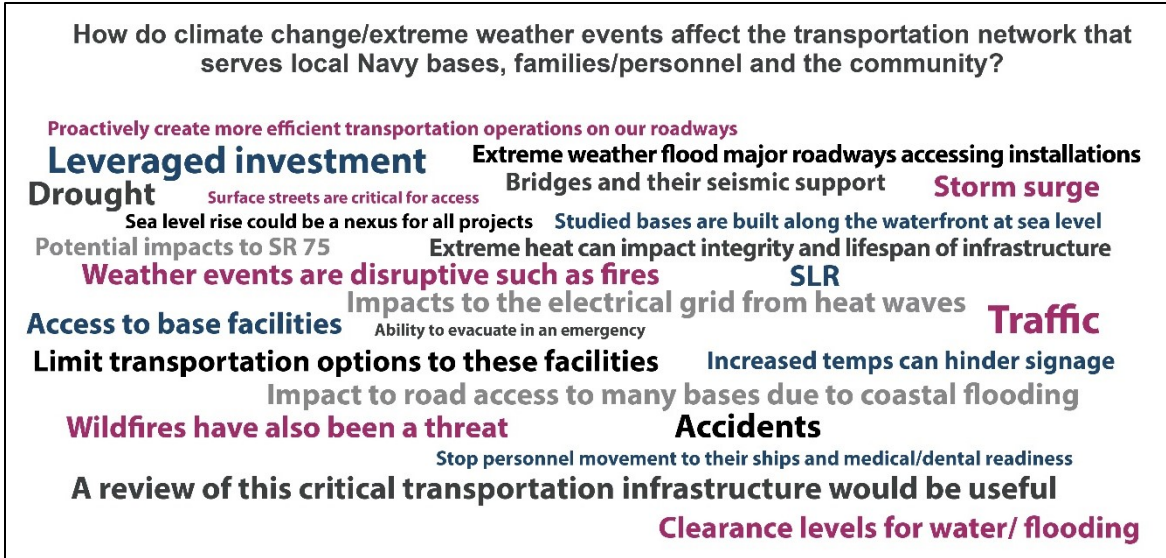 How do climate change/extreme weather events affect the transportation network that
serves local Navy bases, families/personnel and the community?
Proactively create more efficient transportation operations on our roadways
Leveraged investment
Extreme weather flood major roadways accessing installations
Drought
Surface streets are critical for access
Bridges and their seismic support
Storm surge
Sea level rise could be a nexus for all projects
Studied bases are built along the waterfront at sea level
Potential impacts to SR 75
Extreme heat can impact integrity and lifespan of infrastructure
Weather events are disruptive such as fires
SLR
Impacts to the electrical grid from heat waves
Access to base facilities
Ability to evacuate in an emergency
Traffic
Limit transportation options to these facilities
Increased temps can hinder signage
Impact to road access to many bases due to coastal flooding
Wildfires have also been a threat
Accidents
Stop personnel movement to their ships and medical/dental readiness
A review of this critical transportation infrastructure would be useful
Clearance levels for water/ flooding